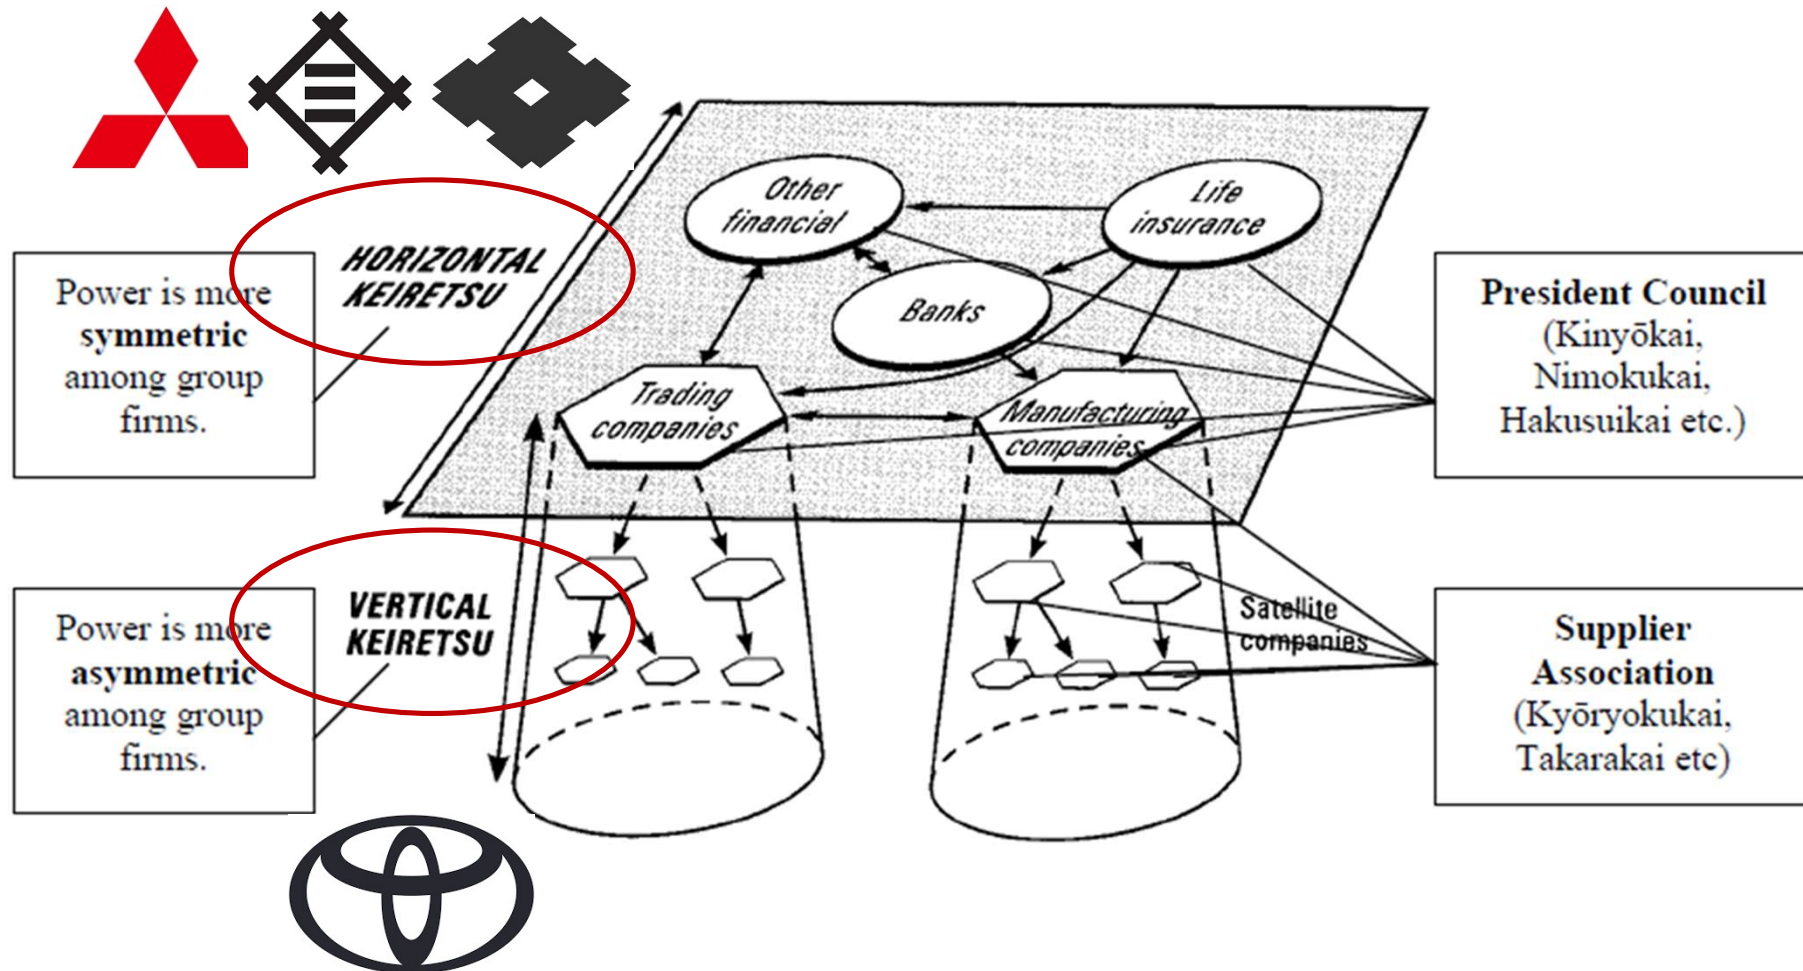 Power is more
symmetric
among group
firms.
HORIZONTAL
KEIRETSU
Other
financial
Life
insurance
Banks
Trading
companies
Manufacturing
companies
President Council
(Kinyōkai,
Nimokukai,
Hakusuikai etc.)
Power is more
asymmetric
among group
firms.
VERTICAL
KEIRETSU
Satellite
companies
Supplier
Association
(Kyōryokukai,
Takarakai etc)